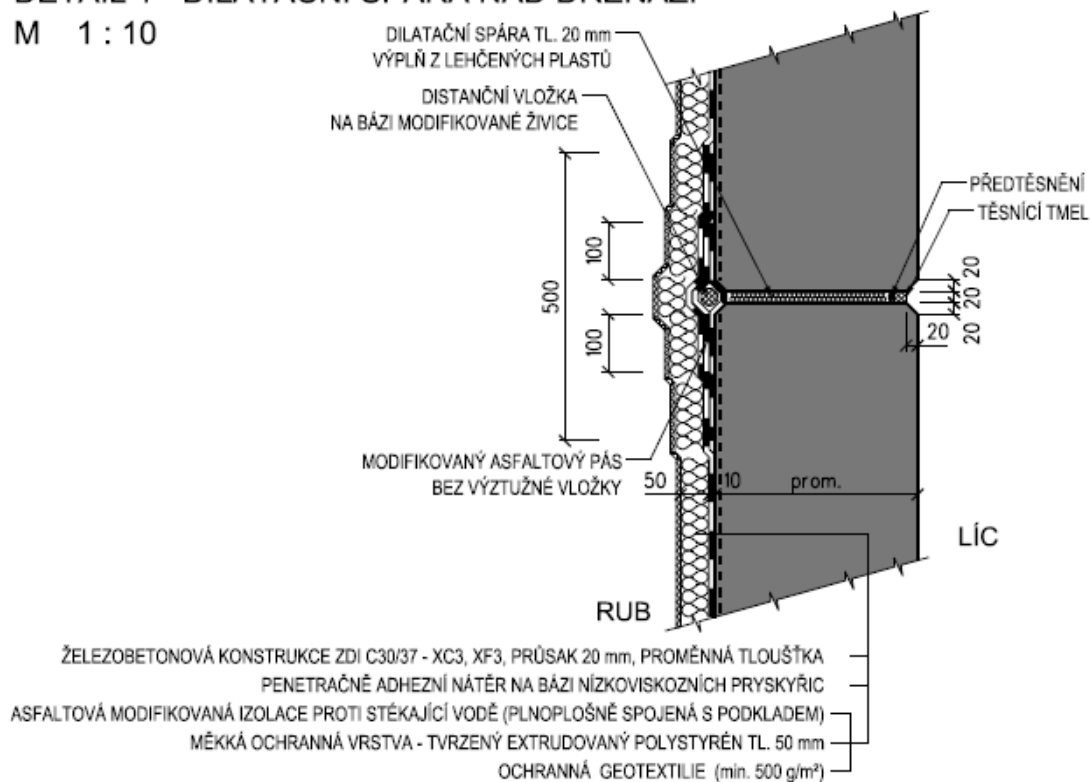 M 1 : 10
DILATAČNÍ SPÁRA TL. 20 mm
VÝPLŇ Z LEHČENÝCH PLASTŮ
DISTANČNÍ VLOŽKA
NA BÁZI MODIFIKOVANÉ ŽIVICE
PŘEDTĚSNĚNÍ
TĚSNÍCÍ TMEL
100
500
100
20
20
20
20
MODIFIKOVANÝ ASFALTOVÝ PÁS
BEZ VÝZTUŽNÉ VLOŽKY
50
10
prom.
LÍC
RUB
ŽELEZOBETONOVÁ KONSTRUKCE ZDI C30/37 - XC3, XF3, PRŮSAK 20 mm, PROMĚNNÁ TLOUŠŤKA
PENETRAČNĚ ADHEZNÍ NÁTĚR NA BÁZI NÍZKOVISKOZNÍCH PRYSKYŘIC
ASFALTOVÁ MODIFIKOVANÁ IZOLACE PROTI STÉKAJÍCÍ VODĚ (PLNOPLOŠNĚ SPOJENÁ S PODKLADEM)
MĚKKÁ OCHRANNÁ VRSTVA - TVRZENÝ EXTRUDOVANÝ POLYSTYRÉN TL. 50 mm
OCHRANNÁ GEOTEXTILIE (min. 500 g/m²)